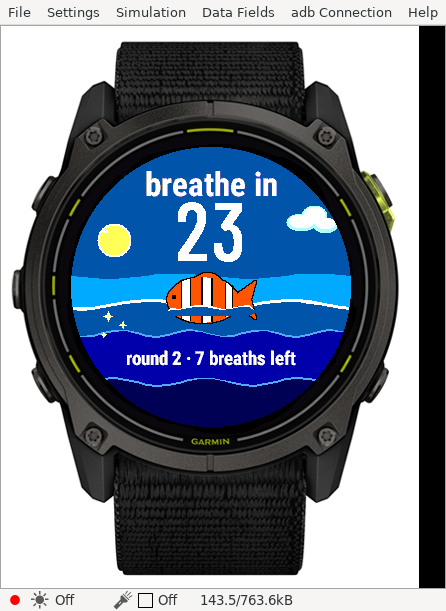 File Settings Simulation Data Fields adb Connection Help
breathe in
23
round 2 · 7 breaths left
GARMIN
Off Off 143.5/763.6kB